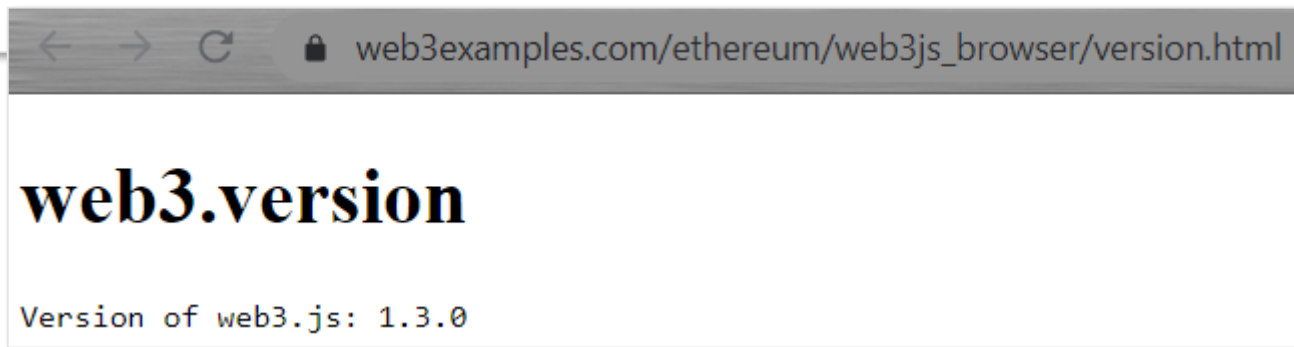 web3examples.com/ethereum/web3js_browser/version.html
web3.version
Version of web3.js: 1.3.0